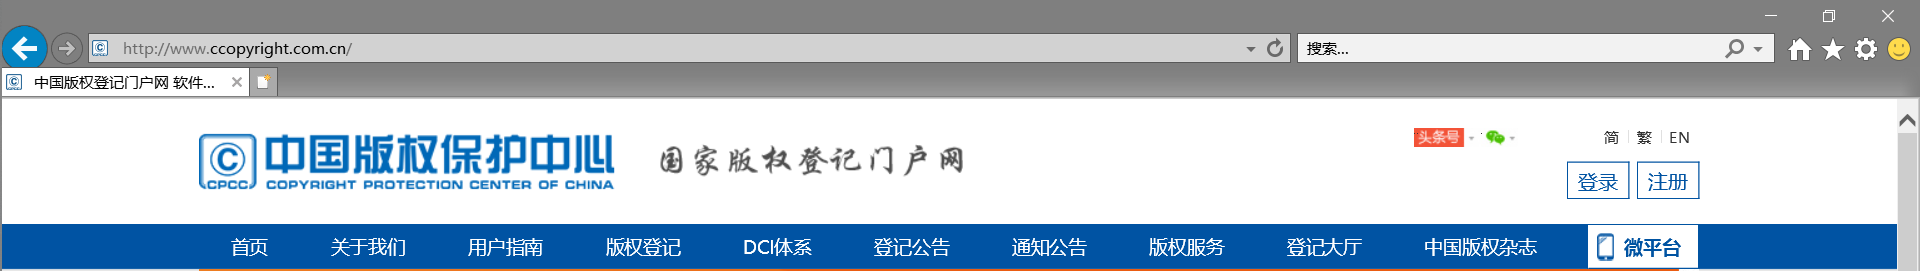 http://www.ccopyright.com.cn/
搜索...
中国版权登记门户网 软件...
中国版权保护中心
CPCC
COPYRIGHT PROTECTION CENTER OF CHINA
国家版权登记门户网
头条号
简 繁 EN
登录 注册
首页 关于我们 用户指南 版权登记 DCI体系 登记公告 通知公告 版权服务 登记大厅 中国版权杂志 微平台